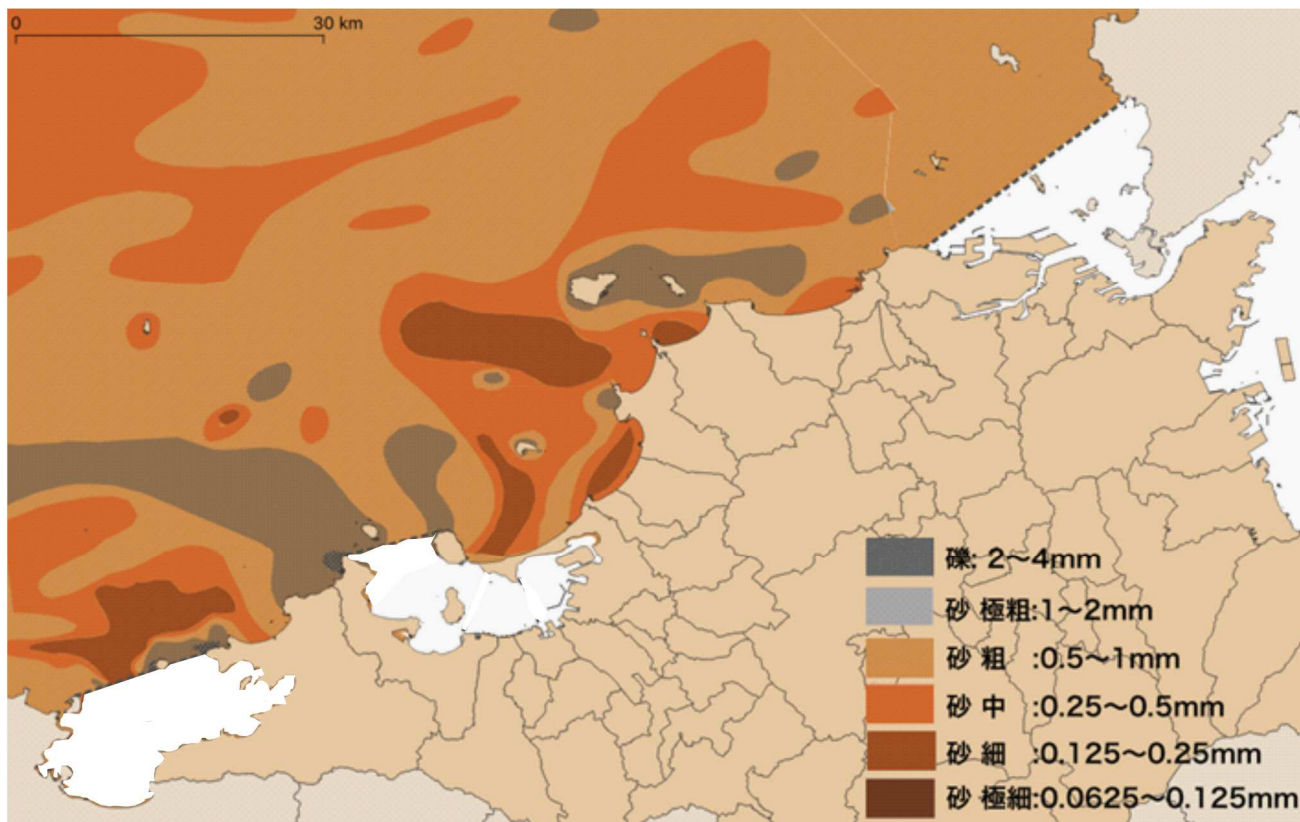 0 30 km
礫: 2～4mm
砂 極粗:1～2mm
砂 粗 :0.5～1mm
砂 中 :0.25～0.5mm
砂 細 :0.125～0.25mm
砂 極細:0.0625～0.125mm